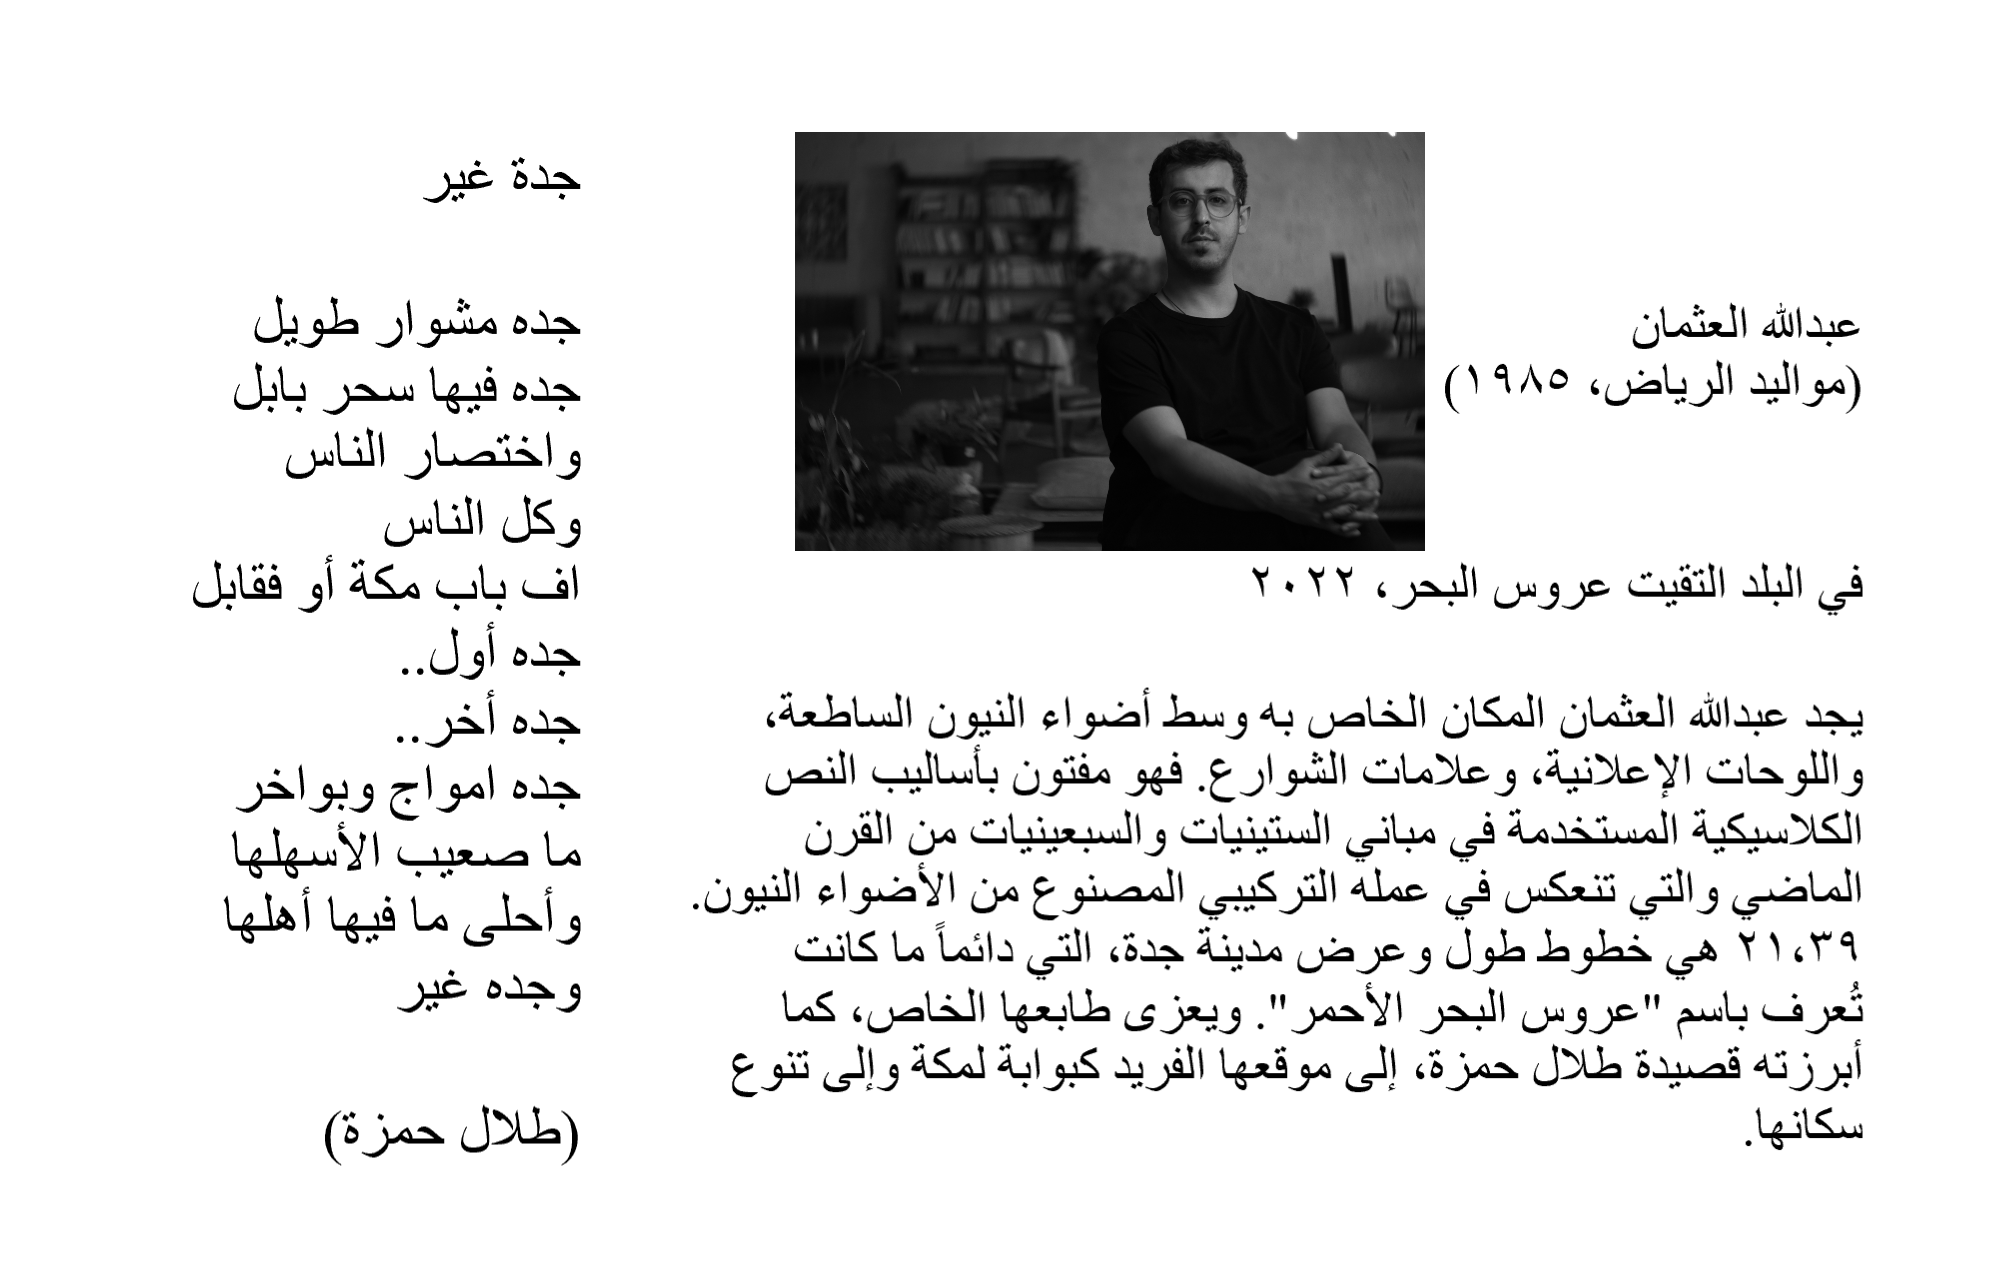 عبدالله العثمان
(مواليد الرياض، ١٩٨٥)
في البلد التقيت عروس البحر، ٢٠٢٢
يجد عبدالله العثمان المكان الخاص به وسط أضواء النيون الساطعة،
واللوحات الإعلانية، وعلامات الشوارع. فهو مفتون بأساليب النص
الكلاسيكية المستخدمة في مباني الستينيات والسبعينيات من القرن
الماضي والتي تنعكس في عمله التركيبي المصنوع من الأضواء النيون.
٢١،٣٩ هي خطوط طول وعرض مدينة جدة، التي دائماً ما كانت
تُعرف باسم "عروس البحر الأحمر". ويعزى طابعها الخاص، كما
أبرزته قصيدة طلال حمزة، إلى موقعها الفريد كبوابة لمكة وإلى تنوع
سكانها.
جدة غير
جده مشوار طويل
جده فيها سحر بابل
واختصار الناس
وكل الناس
اف باب مكة أو فقابل
جده أول..
جده أخر..
جده امواج وبواخر
ما صعيب الأسهلها
وأحلى ما فيها أهلها
وجده غير
(طلال حمزة)